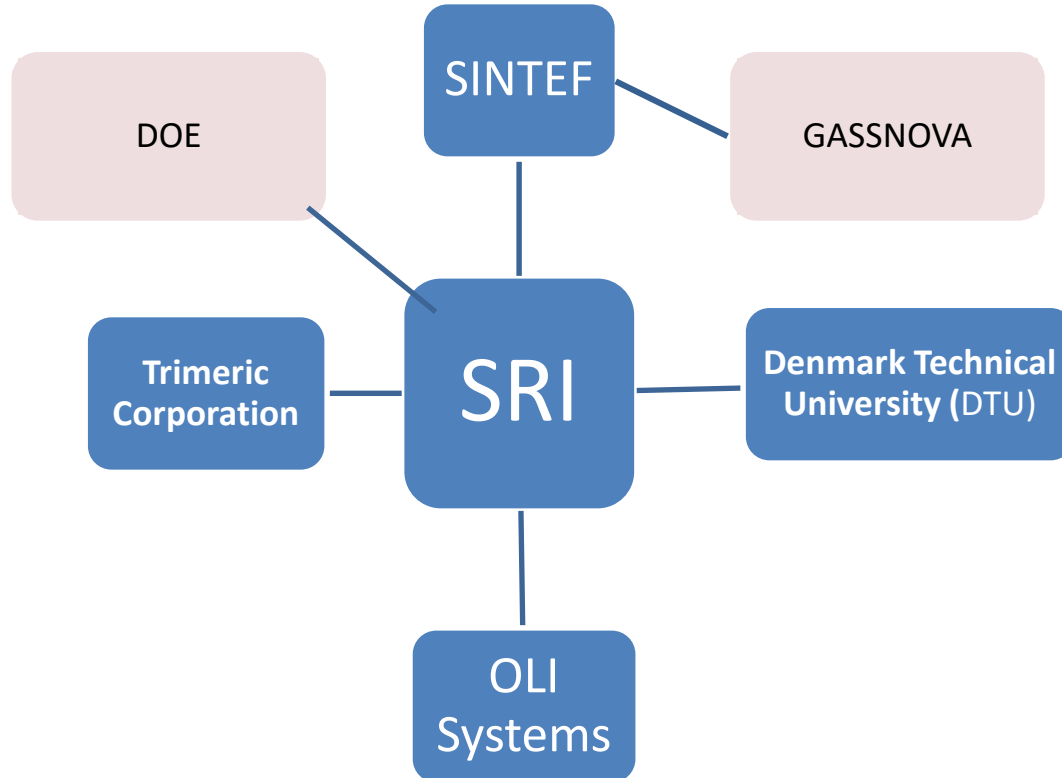 SINTEF
DOE
GASSNOVA
Trimeric
Corporation
SRI
Denmark Technical
University (DTU)
OLI
Systems